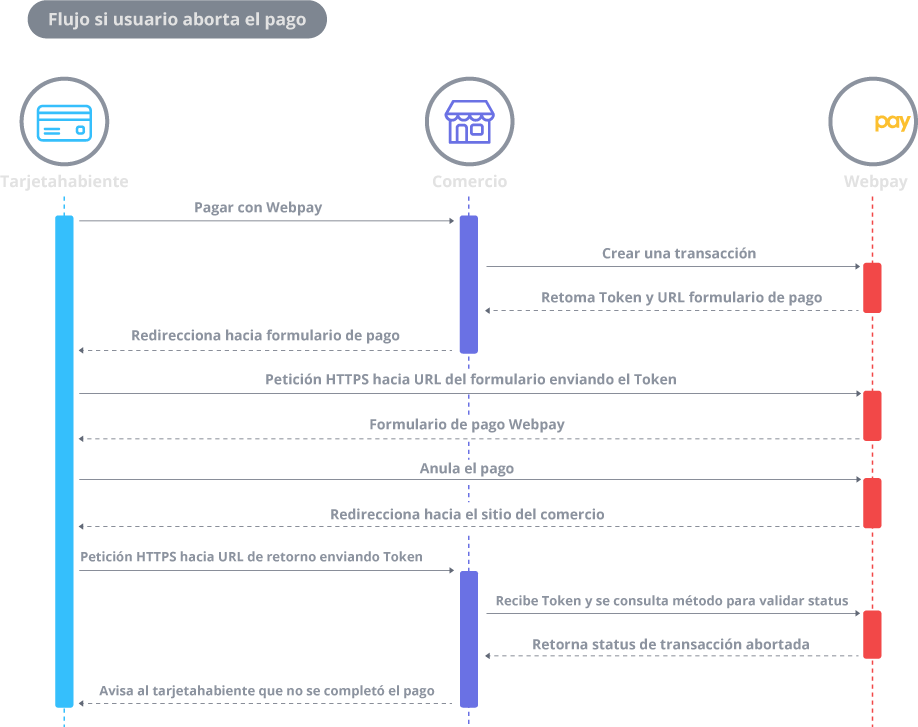 Flujo si usuario aborta el pago
pay
Tarjetahabiente
Comercio
Webpay
Pagar con Webpay
Crear una transacción
Retoma Token y URL formulario de pago
Redirecciona hacia formulario de pago
Petición HTTPS hacia URL del formulario enviando el Token
Formulario de pago Webpay
Anula el pago
Redirecciona hacia el sitio del comercio
Petición HTTPS hacia URL de retorno enviando Token
Recibe Token y se consulta método para validar status
Retorna status de transacción abortada
Avisa al tarjetahabiente que no se completó el pago